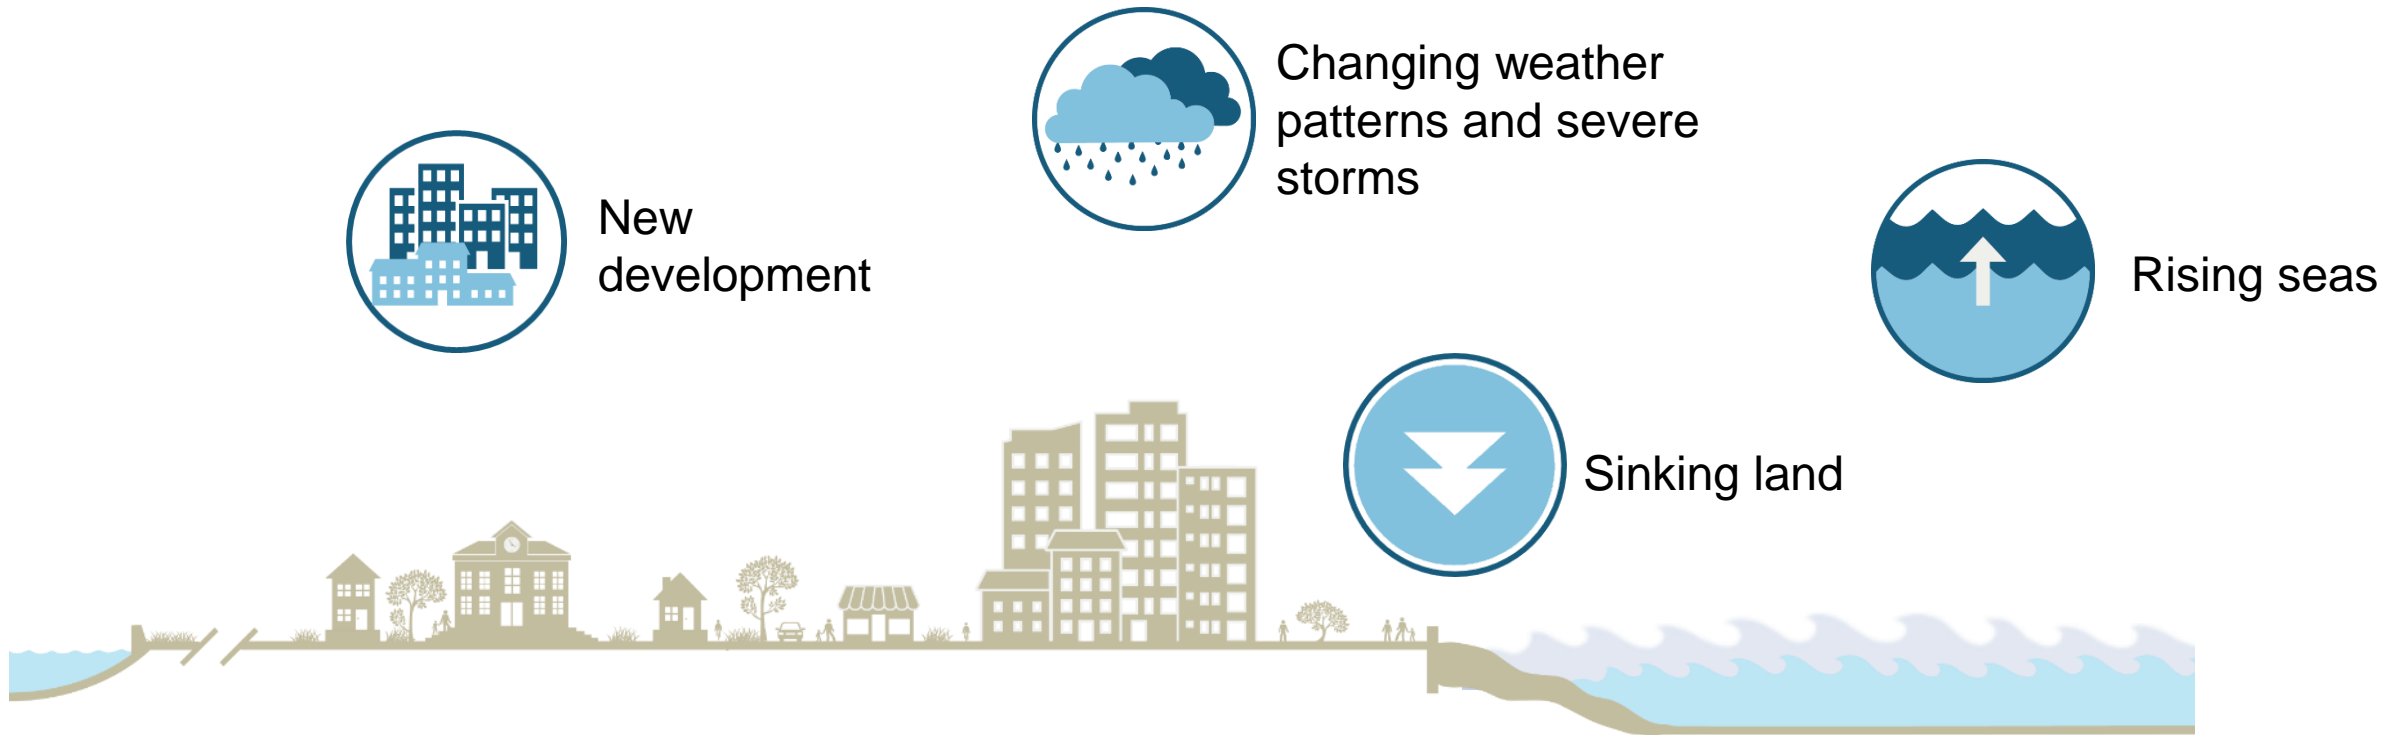 New
development
Changing weather
patterns and severe
storms
Rising seas
Sinking land